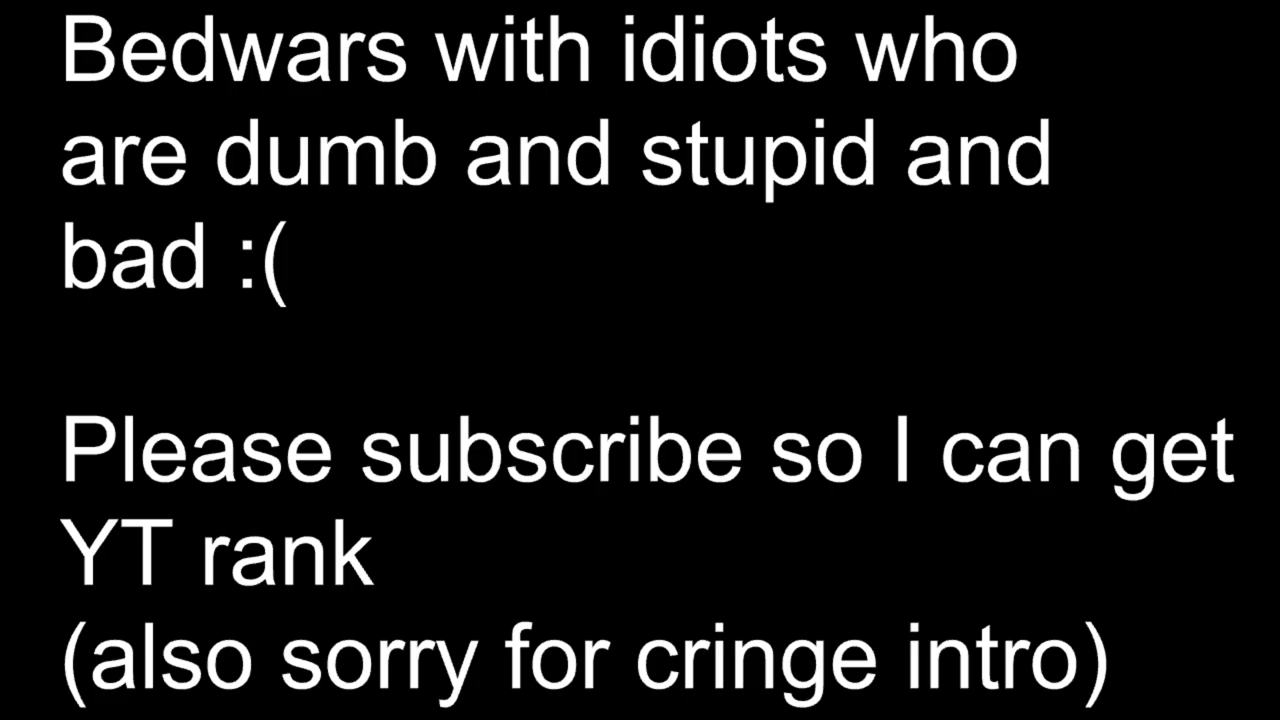 Bedwars with idiots who
are dumb and stupid and
bad :(
Please subscribe so I can get
YT rank
(also sorry for cringe intro)